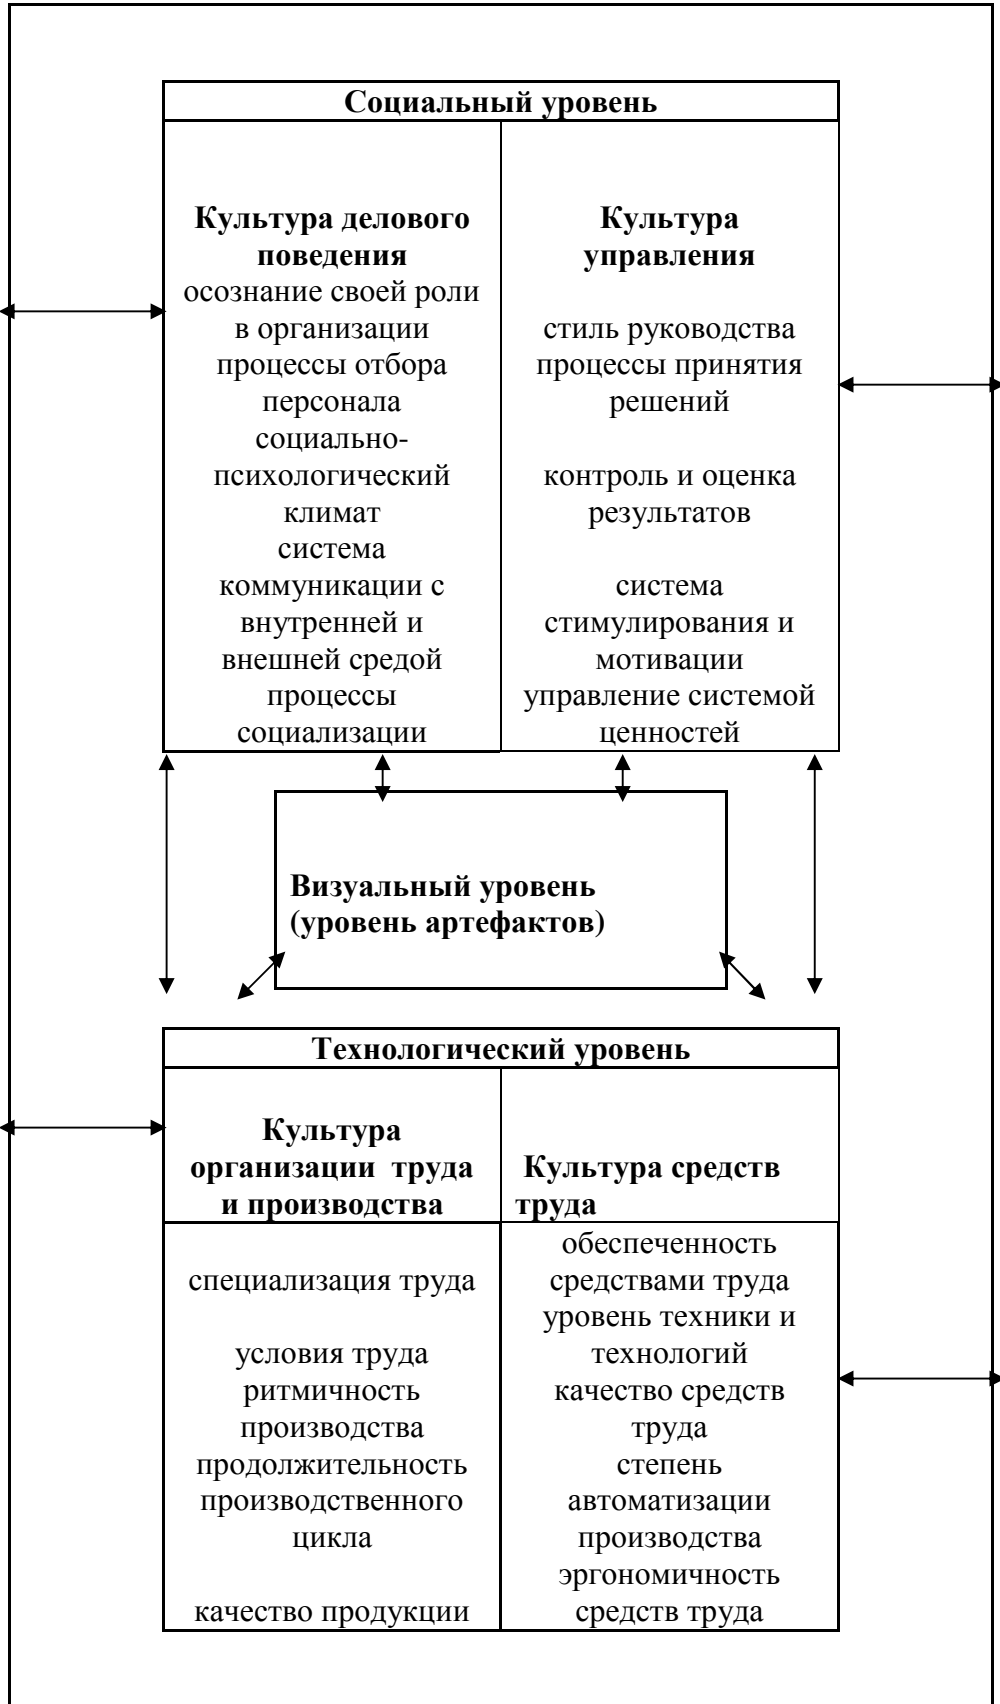 Социальный уровень
Культура делового
поведения
осознание своей роли
в организации
процессы отбора
персонала
социально-
психологический
климат
система
коммуникации с
внутренней и
внешней средой
процессы
социализации
Культура
управления
стиль руководства
процессы принятия
решений
контроль и оценка
результатов
система
стимулирования и
мотивации
управление системой
ценностей
Визуальный уровень
(уровень артефактов)
Технологический уровень
Культура
организации труда
и производства
Культура средств
труда
специализация труда
условия труда
ритмичность
производства
продолжительность
производственного
цикла
качество продукции
обеспеченность
средствами труда
уровень техники и
технологий
качество средств
труда
степень
автоматизации
производства
эргономичность
средств труда